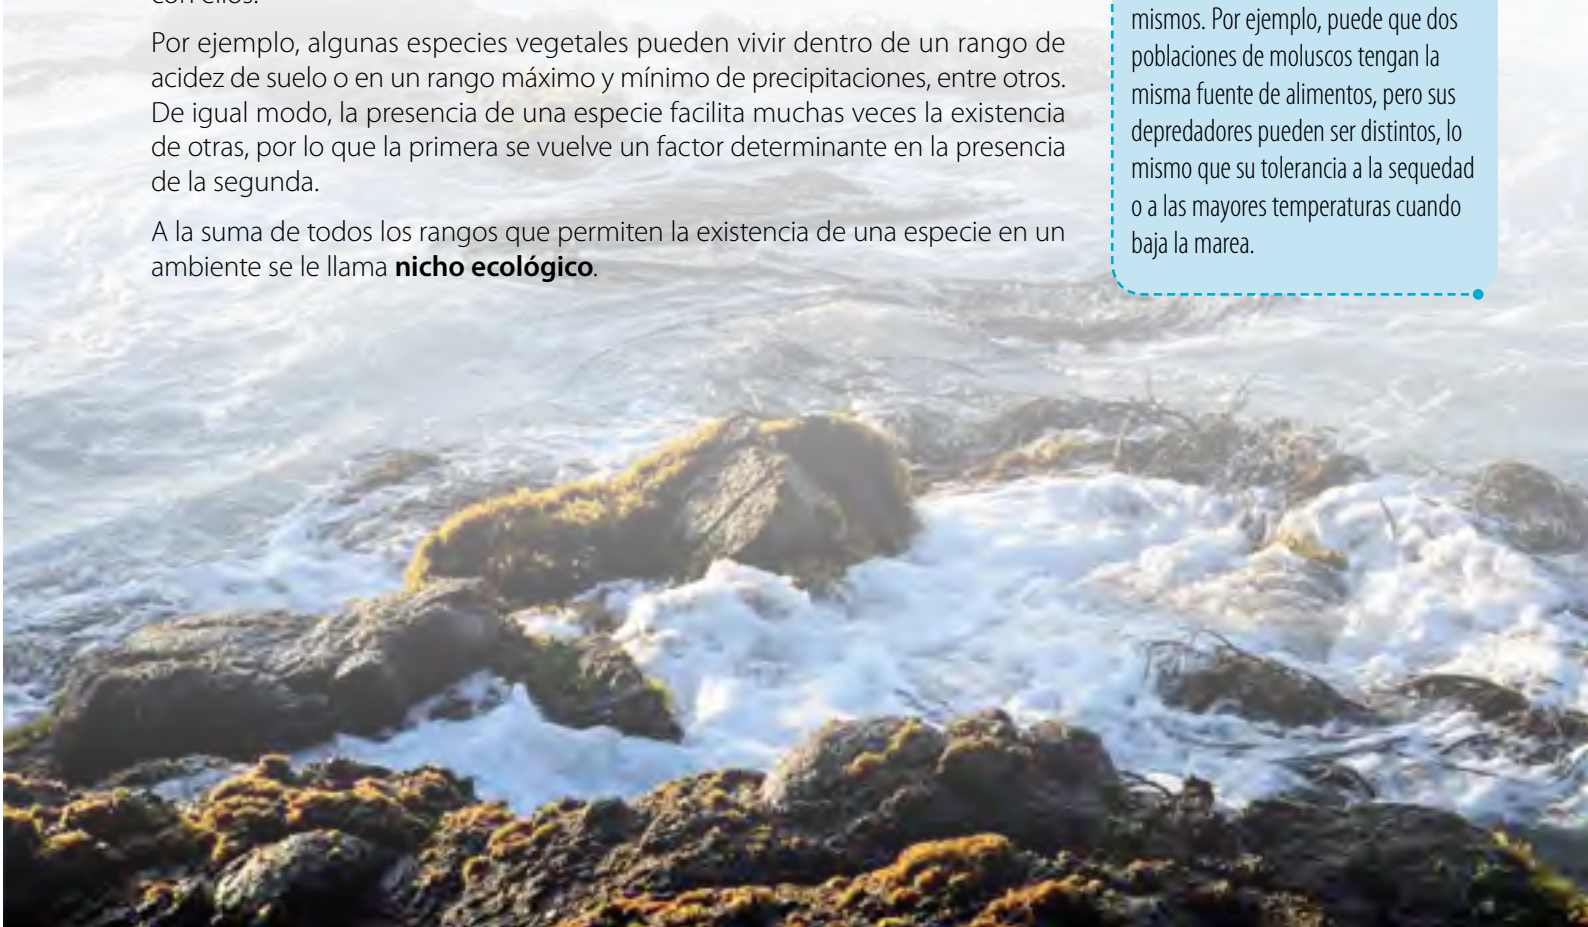 con ellos.
Por ejemplo, algunas especies vegetales pueden vivir dentro de un rango de
acidez de suelo o en un rango máximo y mínimo de precipitaciones, entre otros.
De igual modo, la presencia de una especie facilita muchas veces la existencia
de otras, por lo que la primera se vuelve un factor determinante en la presencia
de la segunda.
A la suma de todos los rangos que permiten la existencia de una especie en un
ambiente se le llama nicho ecológico.
mismos. Por ejemplo, puede que dos
poblaciones de moluscos tengan la
misma fuente de alimentos, pero sus
depredadores pueden ser distintos, lo
mismo que su tolerancia a la sequedad
o a las mayores temperaturas cuando
baja la marea.